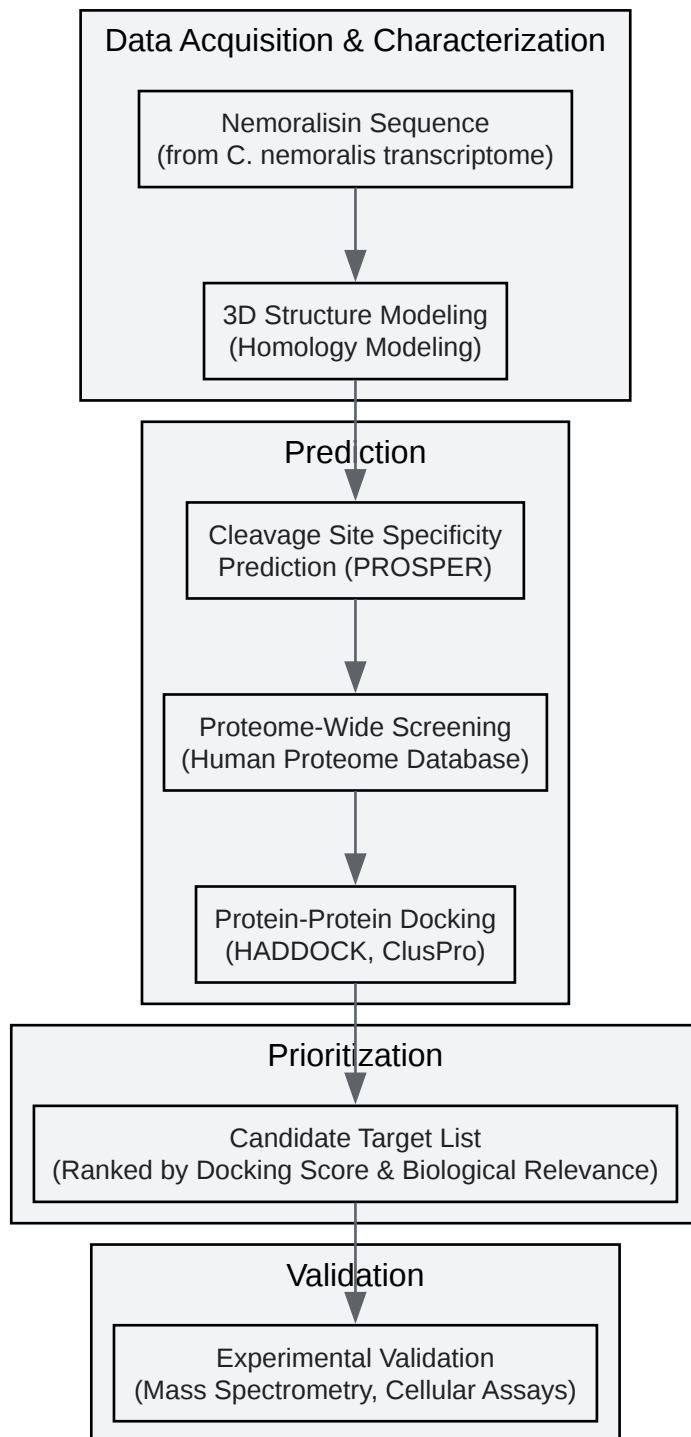 Data Acquisition & Characterization
Nemoralisin Sequence
(from C. nemoralis transcriptome)
3D Structure Modeling
(Homology Modeling)
Prediction
Cleavage Site Specificity
Prediction (PROSPER)
Proteome-Wide Screening
(Human Proteome Database)
Protein-Protein Docking
(HADDOCK, ClusPro)
Prioritization
Candidate Target List
(Ranked by Docking Score & Biological Relevance)
Validation
Experimental Validation
(Mass Spectrometry, Cellular Assays)